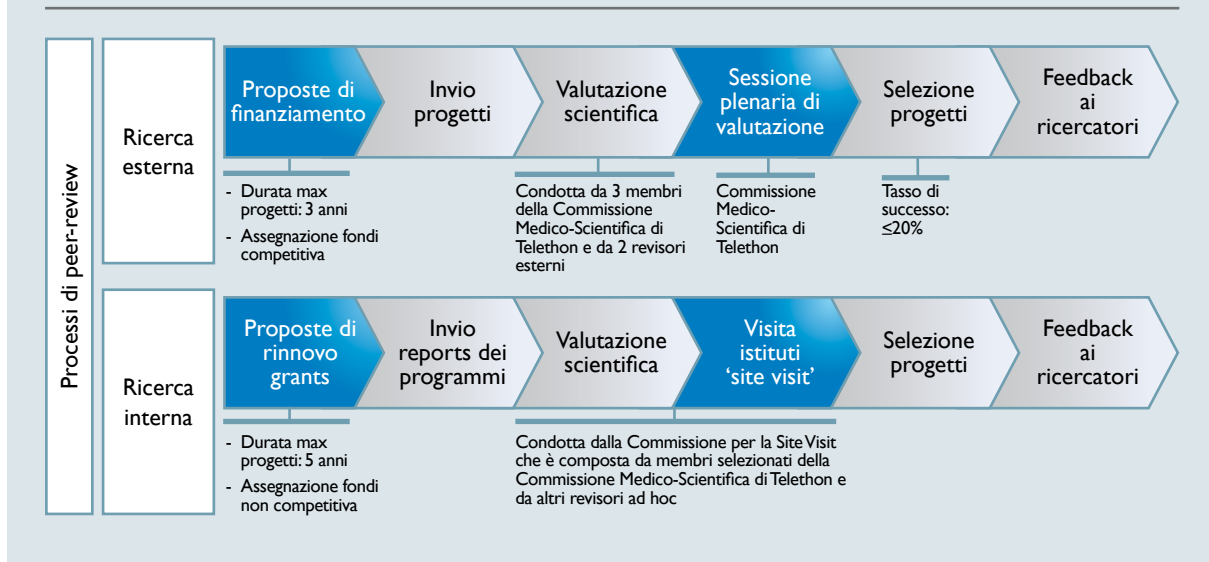 Processi di peer-review
Ricerca
esterna
Proposte di
finanziamento
Invio
progetti
Valutazione
scientifica
Sessione
plenaria di
valutazione
Selezione
progetti
Feedback
ai
ricercatori
- Durata max
progetti: 3 anni
- Assegnazione fondi
competitiva
Condotta da 3 membri
della Commissione
Medico-Scientifica di
Telethon e da 2 revisori
esterni
Commissione
Medico-
Scientifica di
Telethon
Tasso di
successo:
≤20%
Ricerca
interna
Proposte di
rinnovo
grants
Invio
reports dei
programmi
Valutazione
scientifica
Visita
istituti
‘site visit’
Selezione
progetti
Feedback
ai
ricercatori
- Durata max
progetti: 5 anni
- Assegnazione fondi
non competitiva
Condotta dalla Commissione per la Site Visit
che è composta da membri selezionati della
Commissione Medico-Scientifica di Telethon e
da altri revisori ad hoc